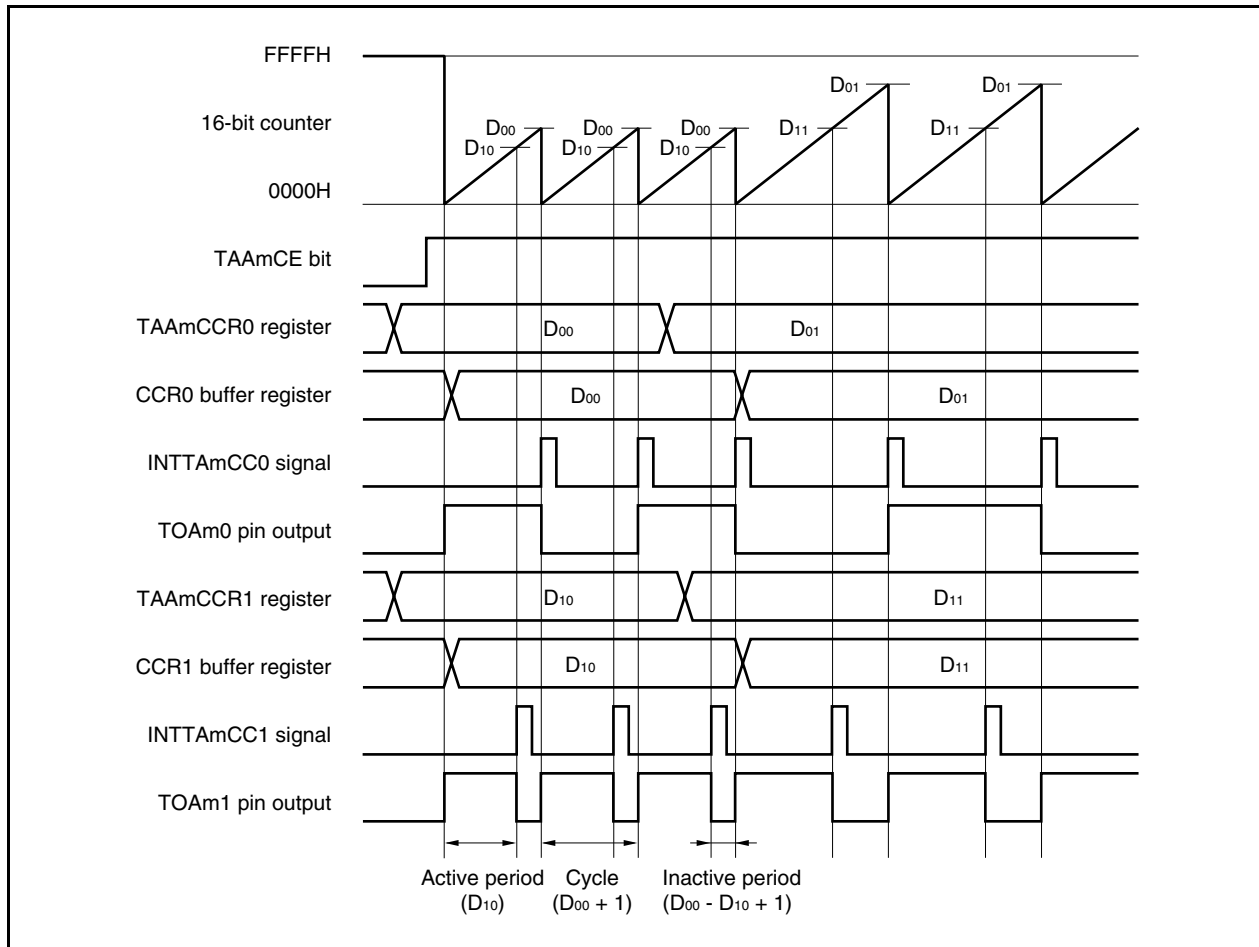 FFFFH
D01 D01
16-bit counter D00 D00 D00 D11 D11
D10 D10 D10
0000H
TAAmCE bit
TAAmCCR0 register D00 D01
CCR0 buffer register D00 D01
INTTAmCC0 signal
TOAm0 pin output
TAAmCCR1 register D10 D11
CCR1 buffer register D10 D11
INTTAmCC1 signal
TOAm1 pin output
Active period Cycle Inactive period
(D10) (D00 + 1) (D00 - D10 + 1)